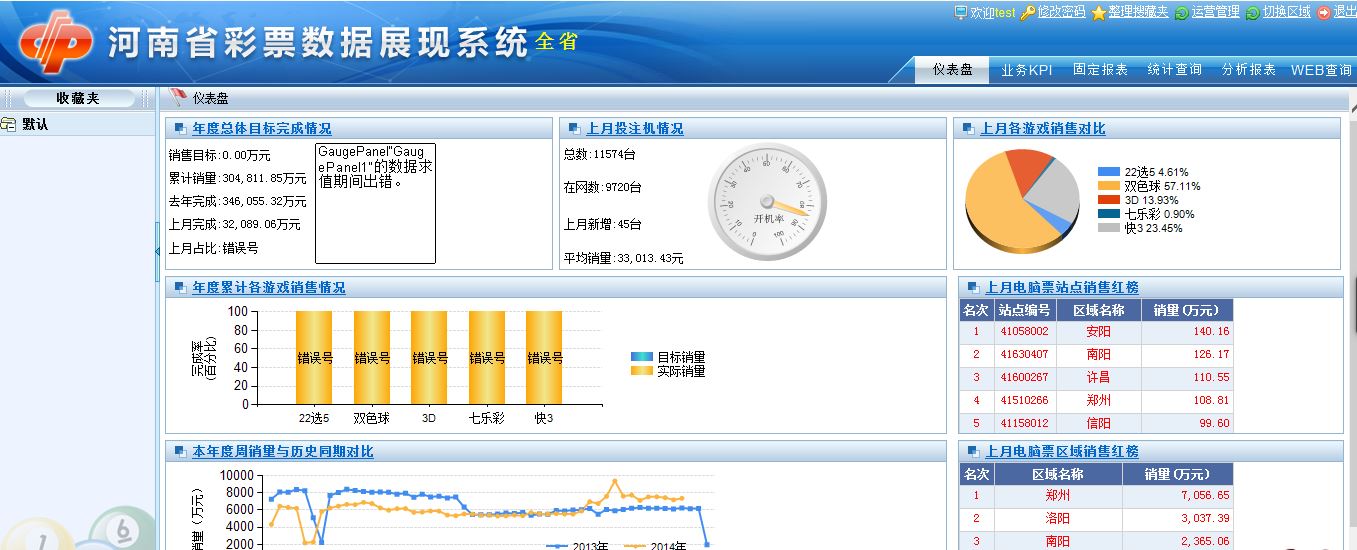 欢迎test 修改密码 整理搜藏夹 运营管理 切换区域 退出
河南省彩票数据展现系统 全省
仪表盘 业务KPI 固定报表 统计查询 分析报表 WEB查询
收藏夹
仪表盘
默认
年度总体目标完成情况
销售目标:0.00万元
累计销量:304,811.85万元
去年完成:346,055.32万元
上月完成:32,089.06万元
上月占比:错误号
GaugePanel"Gaug
ePanel1"的数据求
值期间出错。
上月投注机情况
总数:11574台
在网数:9720台
上月新增:45台
平均销量:33,013.43元
0 10 20 30 40 50 60 70 80 90 100
开机率
上月各游戏销售对比
22选5 4.61%
双色球 57.11%
3D 13.93%
七乐彩 0.90%
快3 23.45%
年度累计各游戏销售情况
完成率
(百分比)
100
80
60
40
20
0
错误号 错误号 错误号 错误号 错误号
22选5 双色球 3D 七乐彩 快3
目标销量
实际销量
上月电脑票站点销售红榜
名次 站点编号 区域名称 销量(万元)
1 41058002 安阳 140.16
2 41630407 南阳 126.17
3 41600267 许昌 110.55
4 41510266 郑州 108.81
5 41158012 信阳 99.60
本年度周销量与历史同期对比
销量(万元)
10000
8000
6000
4000
2000
2013年 2014年
上月电脑票区域销售红榜
名次 区域名称 销量(万元)
1 郑州 7,056.65
2 洛阳 3,037.39
3 南阳 2,365.06
1
6